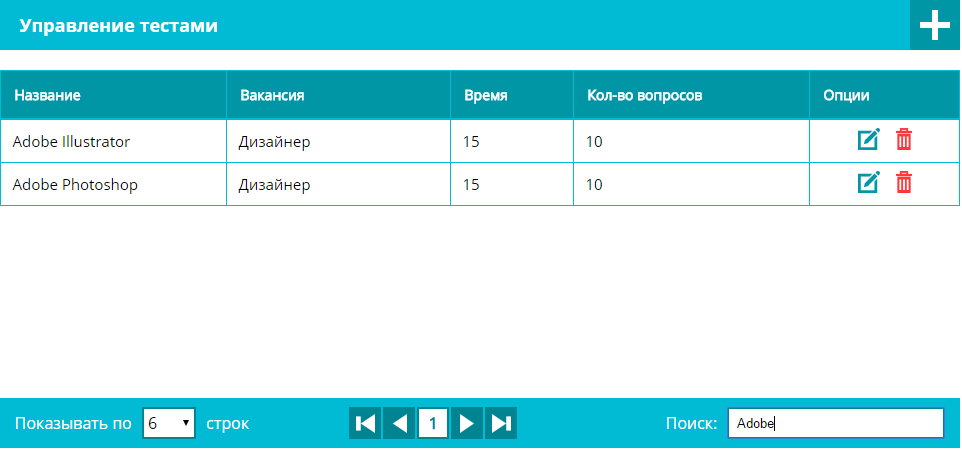 Управление тестами
Название Вакансия Время Кол-во вопросов Опции
Adobe Illustrator Дизайнер 15 10
Adobe Photoshop Дизайнер 15 10
Показывать по 6 строк 1 Поиск: Adobe